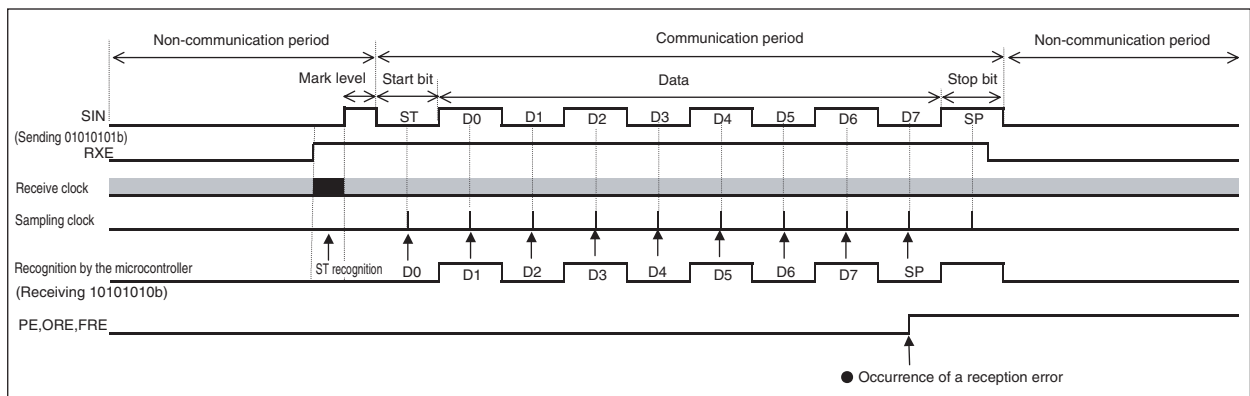 Non-communication period
Communication period
Non-communication period
Mark level
Start bit
Data
Stop bit
SIN
ST
D0
D1
D2
D3
D4
D5
D6
D7
SP
(Sending 01010101b)
RXE
Receive clock
Sampling clock
Recognition by the microcontroller
ST recognition
D0
D1
D2
D3
D4
D5
D6
D7
SP
(Receiving 10101010b)
PE,ORE,FRE
● Occurrence of a reception error